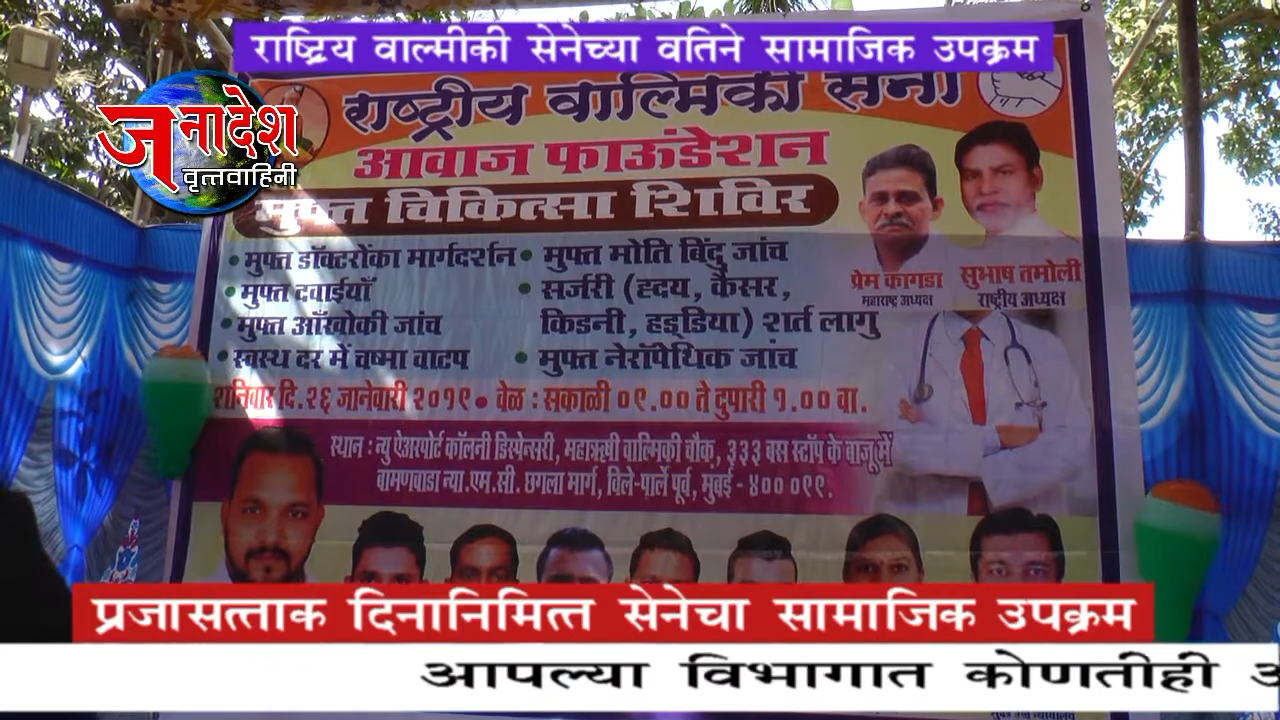 राष्ट्रिय वाल्मीकी सेनेच्या वतिने सामाजिक उपक्रम
राष्ट्रीय वाल्मिकी सेना
जनादेश
वृत्तवाहिनी
आवाज फाऊंडेशन
मुफ्त चिकित्सा शिविर
• मुफ्त डॉक्टरोंका मार्गदर्शन
• मुफ्त दवाईयाँ
• मुफ्त आँखोकी जांच
• स्वस्थ दर में चष्मा वाटप
• मुफ्त मोति बिंदु जांच
• सर्जरी (ह्दय, कैसर,
किडनी, हड्डिया) शर्त लागु
• मुफ्त नेरॉपेथिक जांच
प्रेम कागडा
महाराष्ट्र अध्यक्ष
सुभाष तमोली
राष्ट्रीय अध्यक्ष
शनिवार दि.२६ जानेवारी २०१९ • वेळ : सकाळी ०९.०० ते दुपारी १.०० वा.
स्थान : न्यु ऐअरपोर्ट कॉलनी डिस्पेन्सरी, महाऋषी वाल्मिकी चौक, ३३३ बस स्टॉप के बाजू में
बामणवाडा न्या.एम.सी. छगला मार्ग, विले-पार्ले पूर्व, मुंबई - ४०० ०९९.
प्रजासत्ताक दिनानिमित्त सेनेचा सामाजिक उपक्रम
आपल्या विभागात कोणतीही